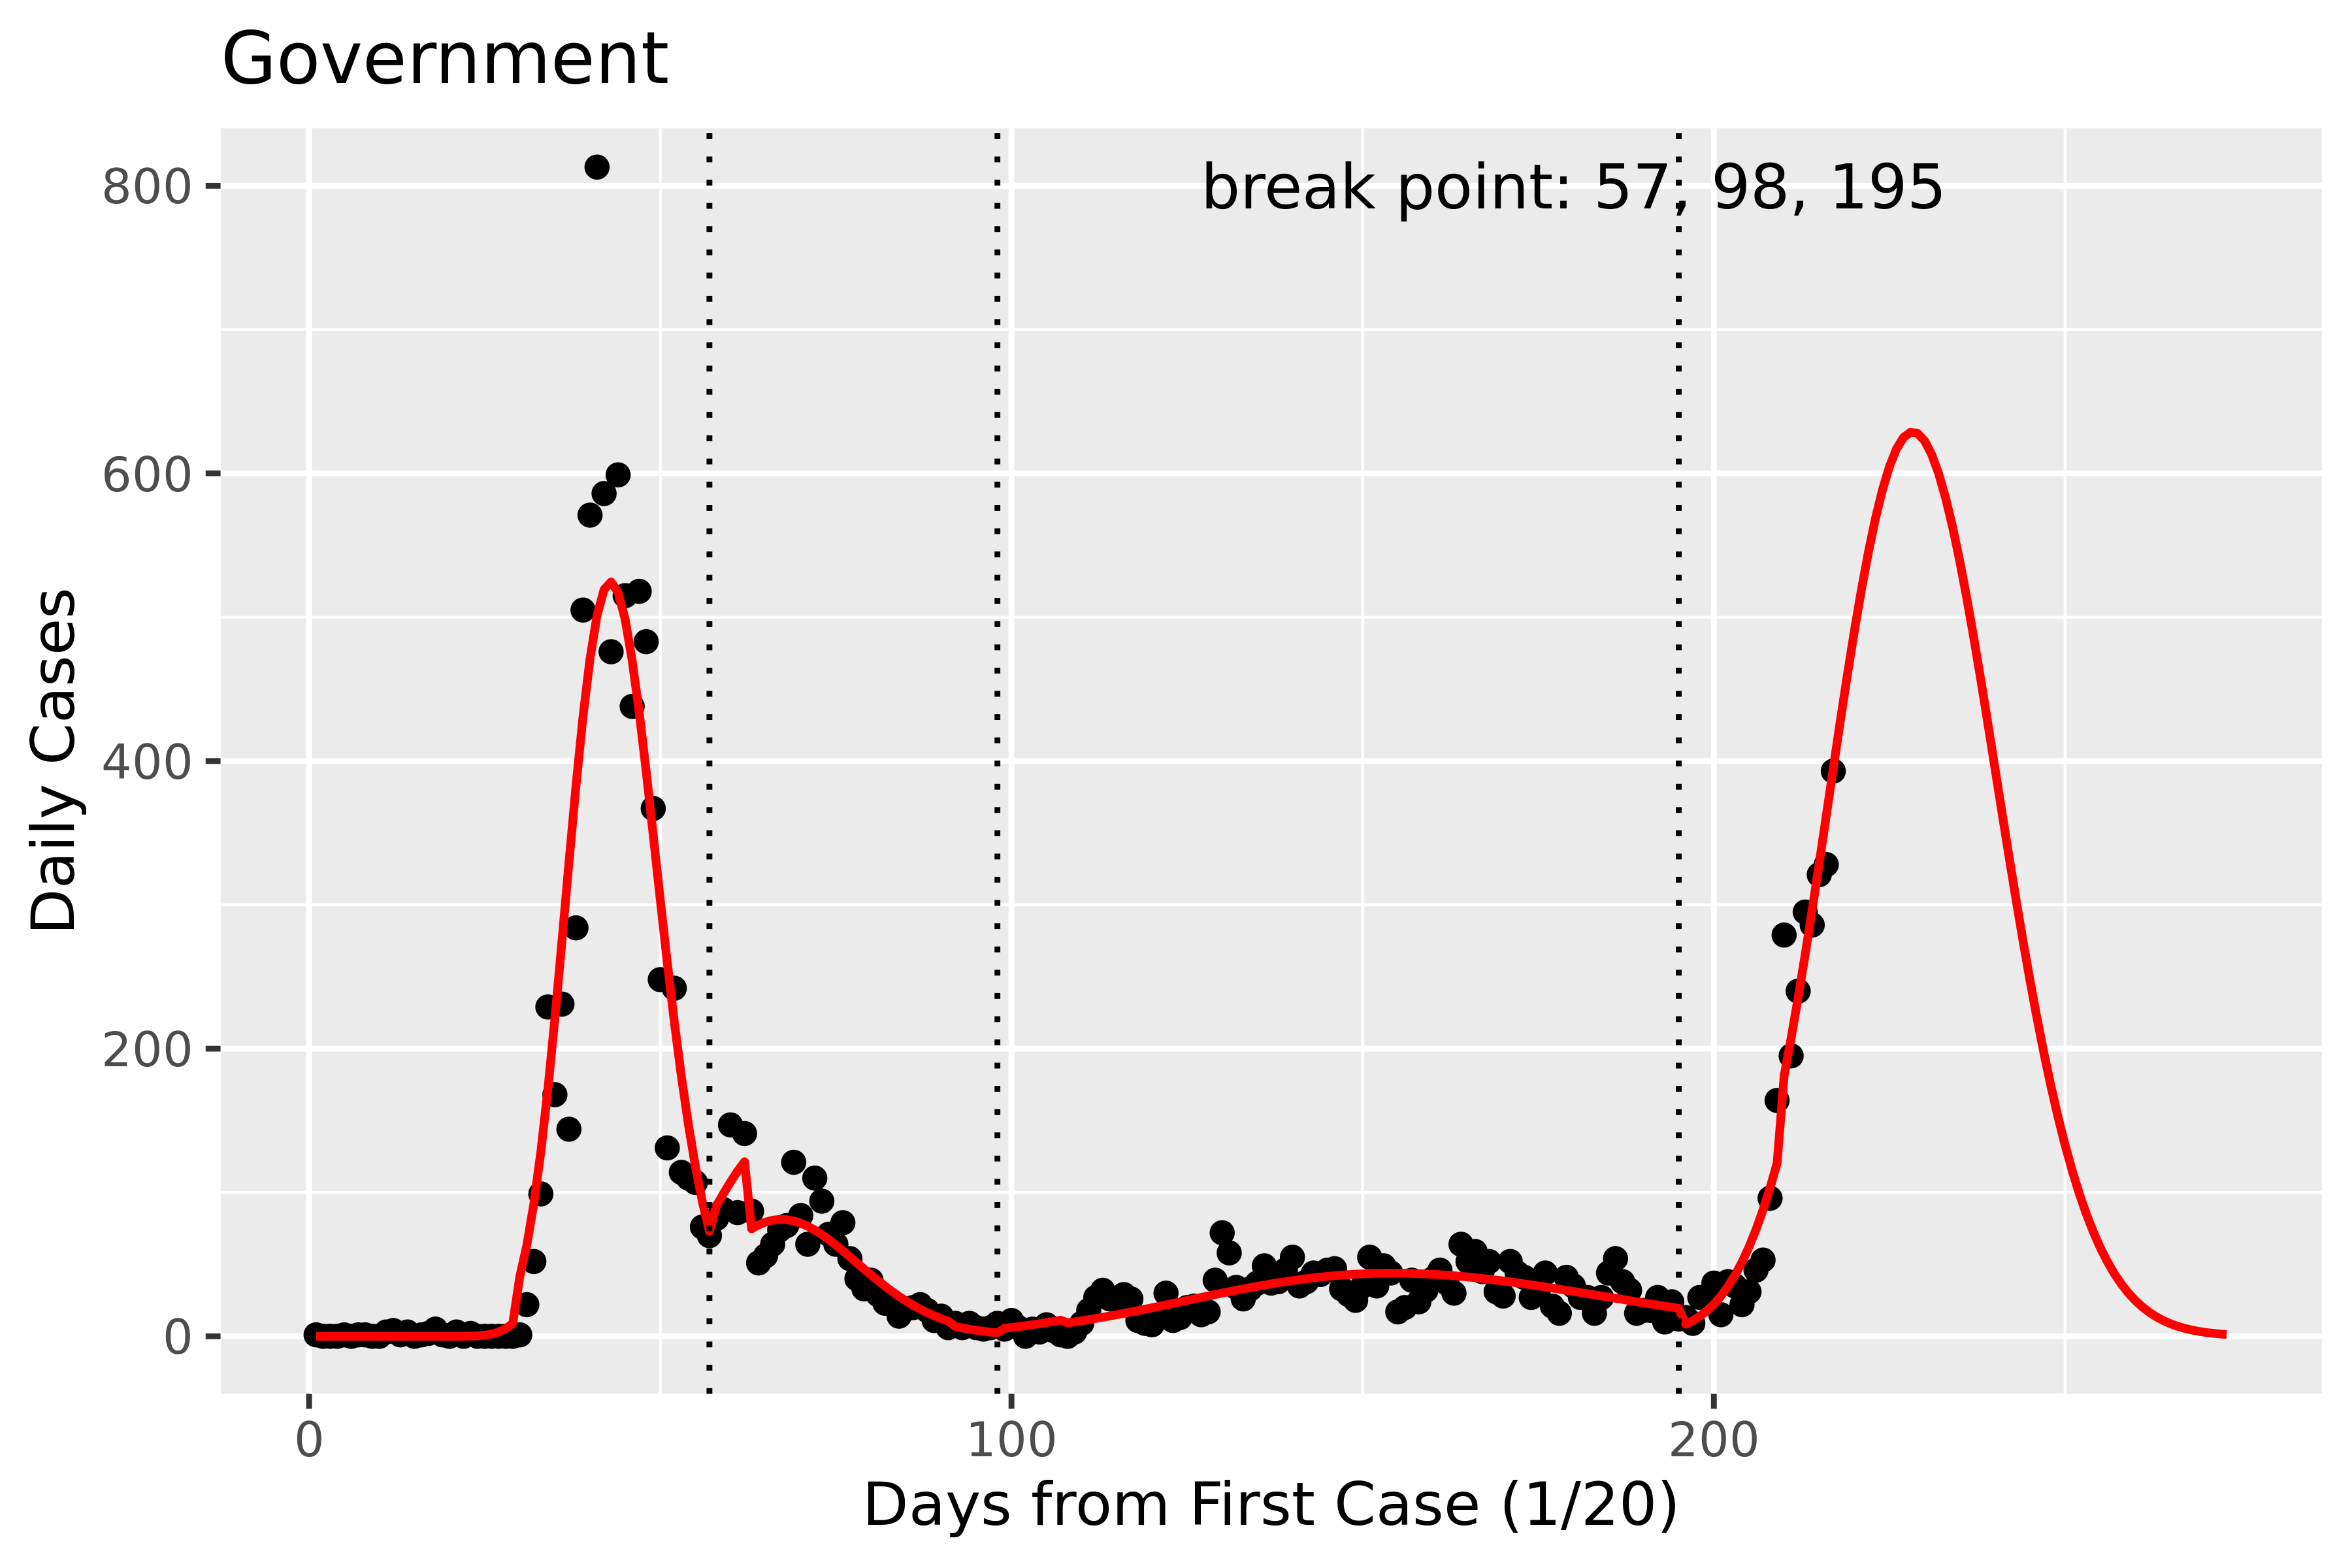 Government
break point: 57, 98, 195
800
600
400
200
0
0 100 200
Days from First Case (1/20)
Daily Cases